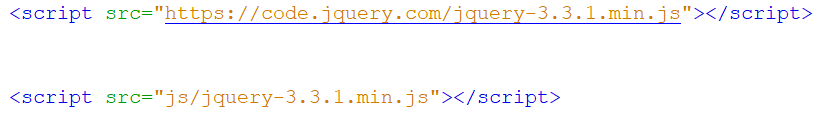 <script src="https://code.jquery.com/jquery-3.3.1.min.js"></script>
<script src="js/jquery-3.3.1.min.js"></script>